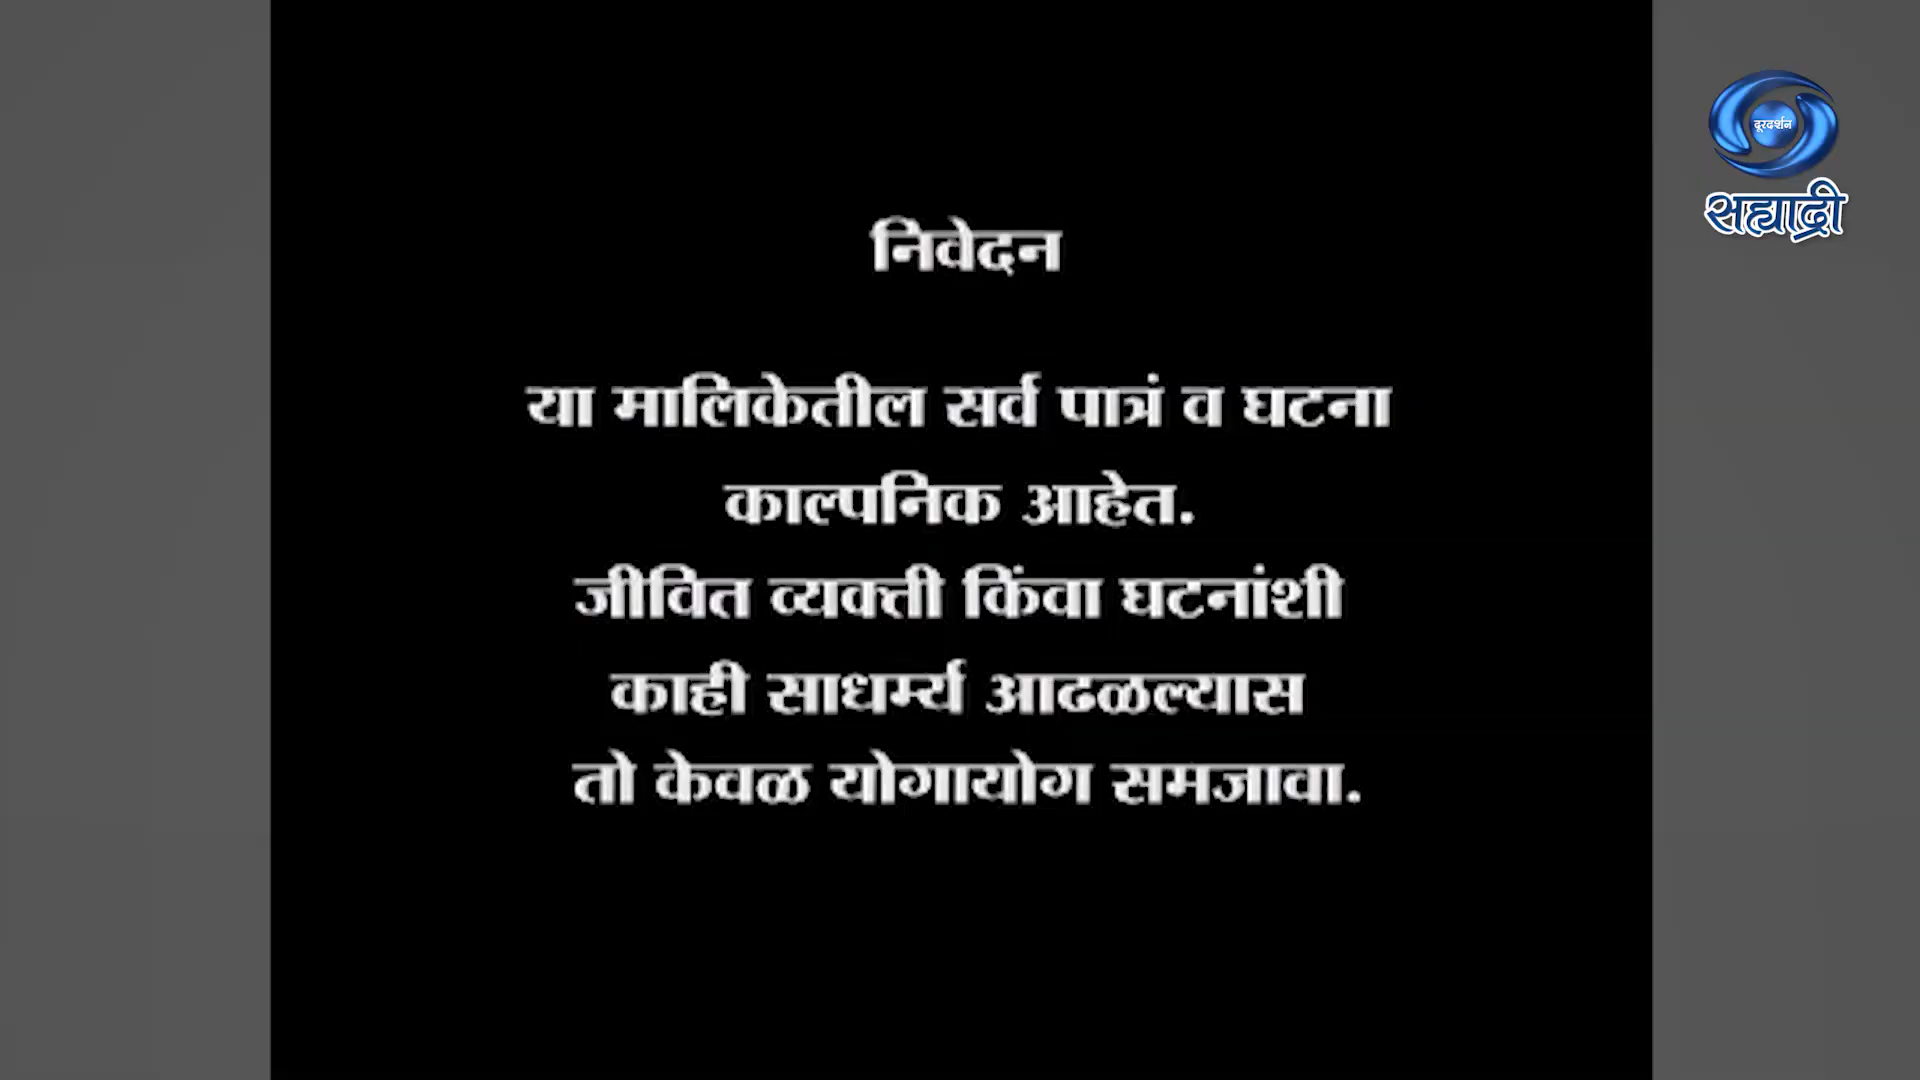 दूरदर्शन
सह्याद्री
निवेदन
या मालिकेतील सर्व पात्रं व घटना
काल्पनिक आहेत.
जीवित व्यक्ती किंवा घटनांशी
काही साधर्म्य आढळल्यास
तो केवळ योगायोग समजावा.